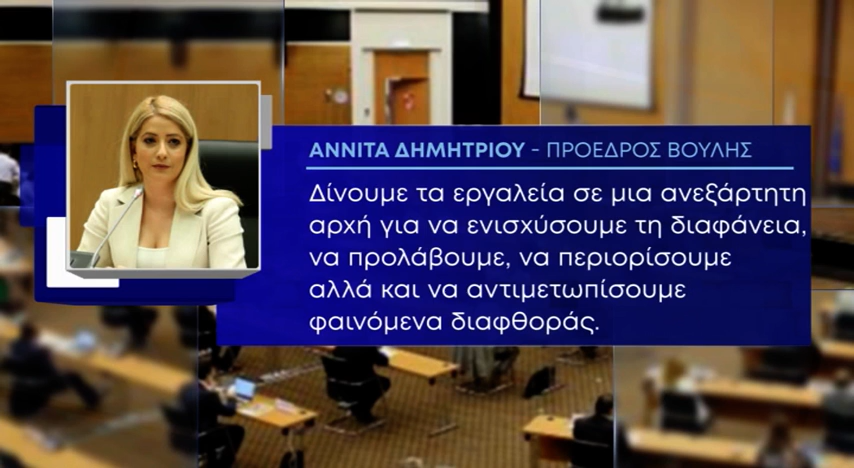 ΑΝΝΙΤΑ ΔΗΜΗΤΡΙΟΥ - ΠΡΟΕΔΡΟΣ ΒΟΥΛΗΣ
Δίνουμε τα εργαλεία σε μια ανεξάρτητη
αρχή για να ενισχύσουμε τη διαφάνεια,
να προλάβουμε, να περιορίσουμε
αλλά και να αντιμετωπίσουμε
φαινόμενα διαφθοράς.